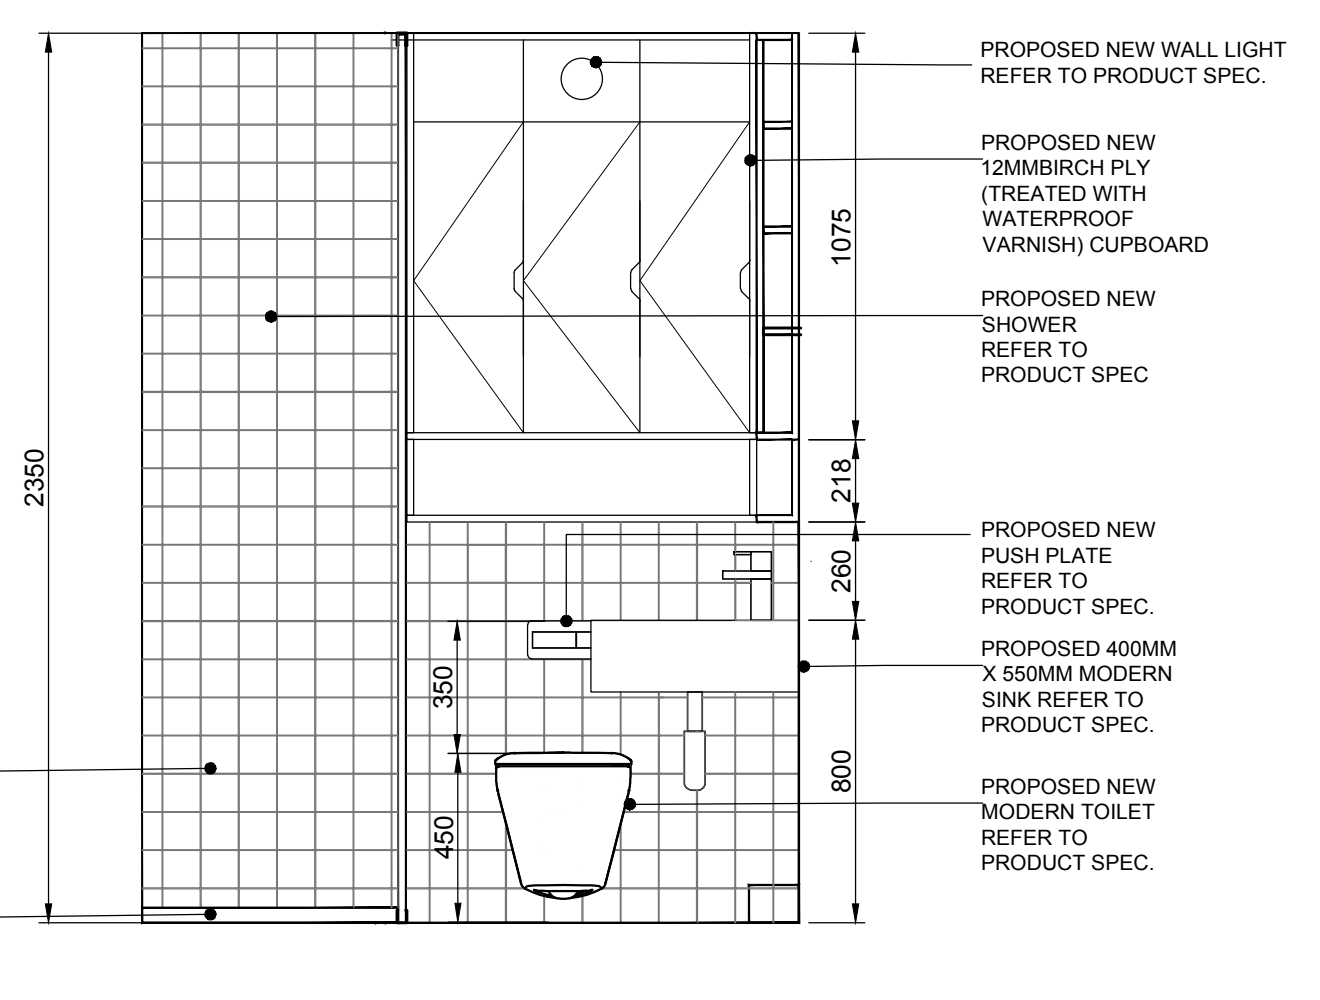 PROPOSED NEW WALL LIGHT
REFER TO PRODUCT SPEC.
PROPOSED NEW
12MMBIRCH PLY
(TREATED WITH
WATERPROOF
VARNISH) CUPBOARD
1075
PROPOSED NEW
SHOWER
REFER TO
PRODUCT SPEC
2350
218
PROPOSED NEW
PUSH PLATE
REFER TO
PRODUCT SPEC.
260
PROPOSED 400MM
X 550MM MODERN
SINK REFER TO
PRODUCT SPEC.
350
800
PROPOSED NEW
MODERN TOILET
REFER TO
PRODUCT SPEC.
450